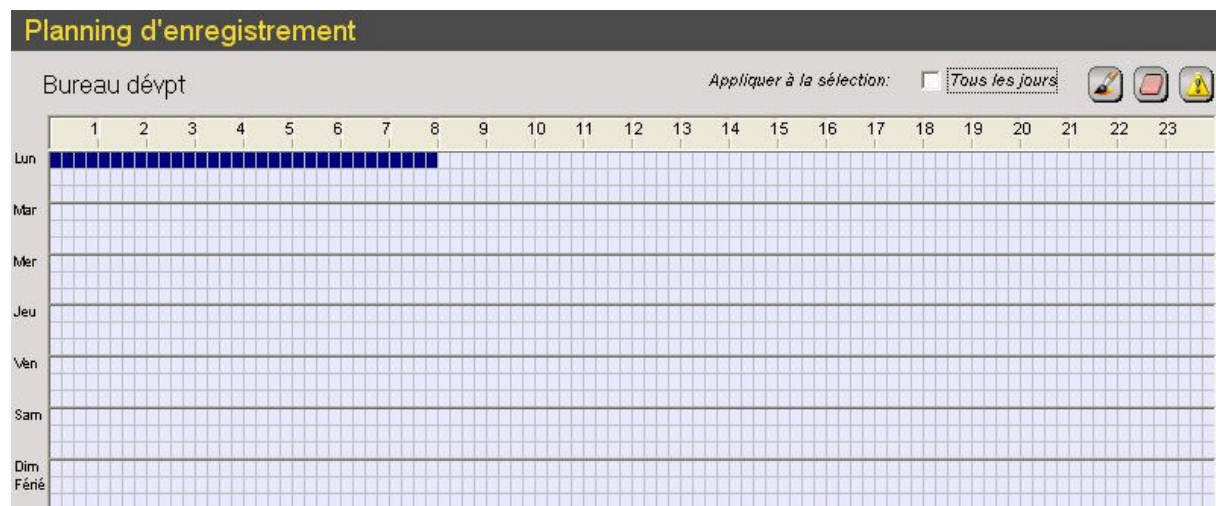 Planning d'enregistrement
Bureau dévpt
Appliquer à la sélection:
Tous les jours
1 2 3 4 5 6 7 8 9 10 11 12 13 14 15 16 17 18 19 20 21 22 23
Lun
Mar
Mer
Jeu
Ven
Sam
Dim
Férié